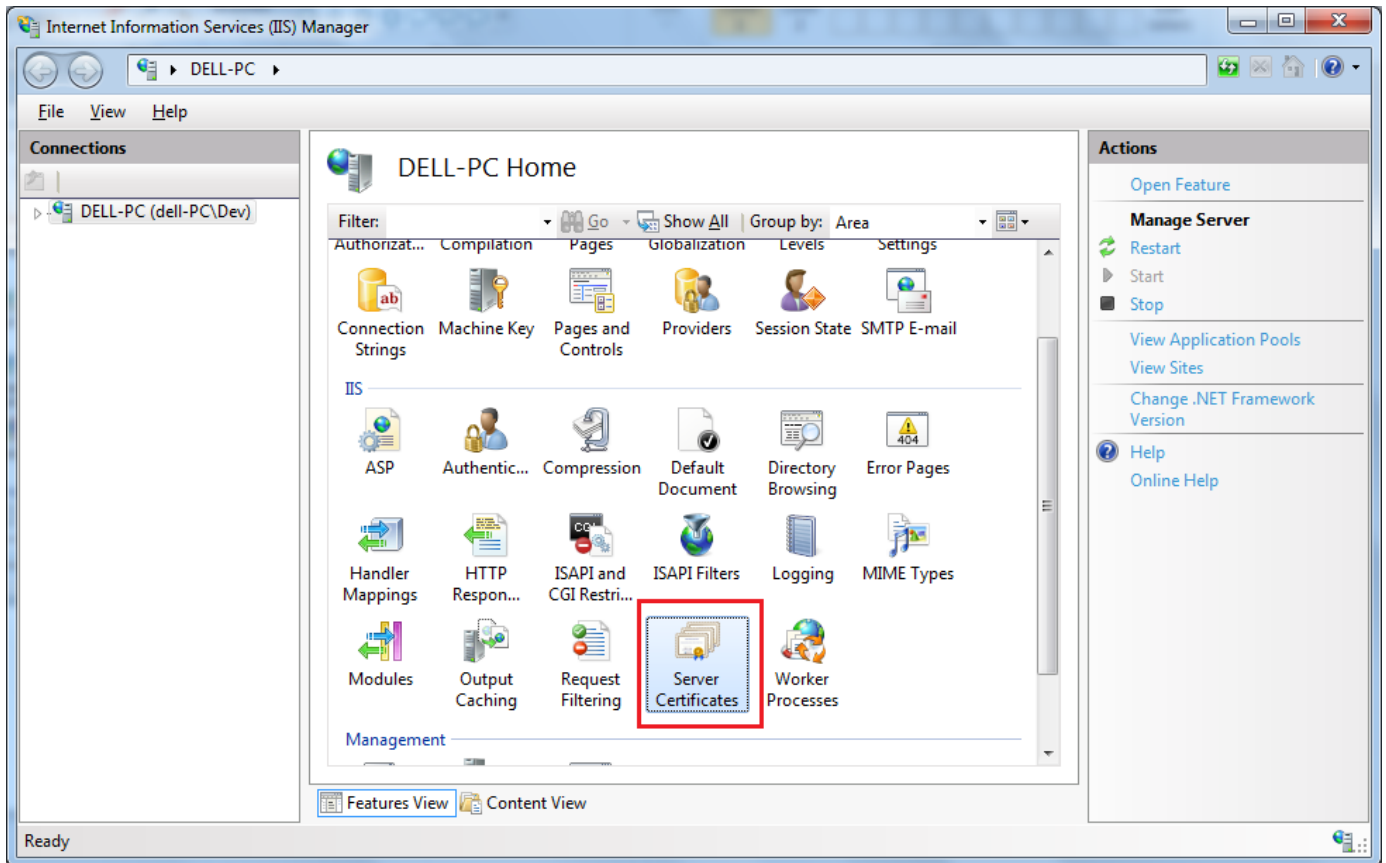 Internet Information Services (IIS) Manager
DELL-PC
File View Help
Connections
DELL-PC (dell-PC\Dev)
DELL-PC Home
Filter: Go Show All Group by: Area
Authorizat... Compilation Pages Globalization Levels Settings
ab
Connection Machine Key Pages and Providers Session State SMTP E-mail
Strings Controls
IIS
404
ASP Authentic... Compression Default Directory Error Pages
Document Browsing
CGI
Handler HTTP ISAPI and ISAPI Filters Logging MIME Types
Mappings Respon... CGI Restri...
Modules Output Request Server Worker
Caching Filtering Certificates Processes
Management
Features View Content View
Actions
Open Feature
Manage Server
Restart
Start
Stop
View Application Pools
View Sites
Change .NET Framework
Version
Help
Online Help
Ready